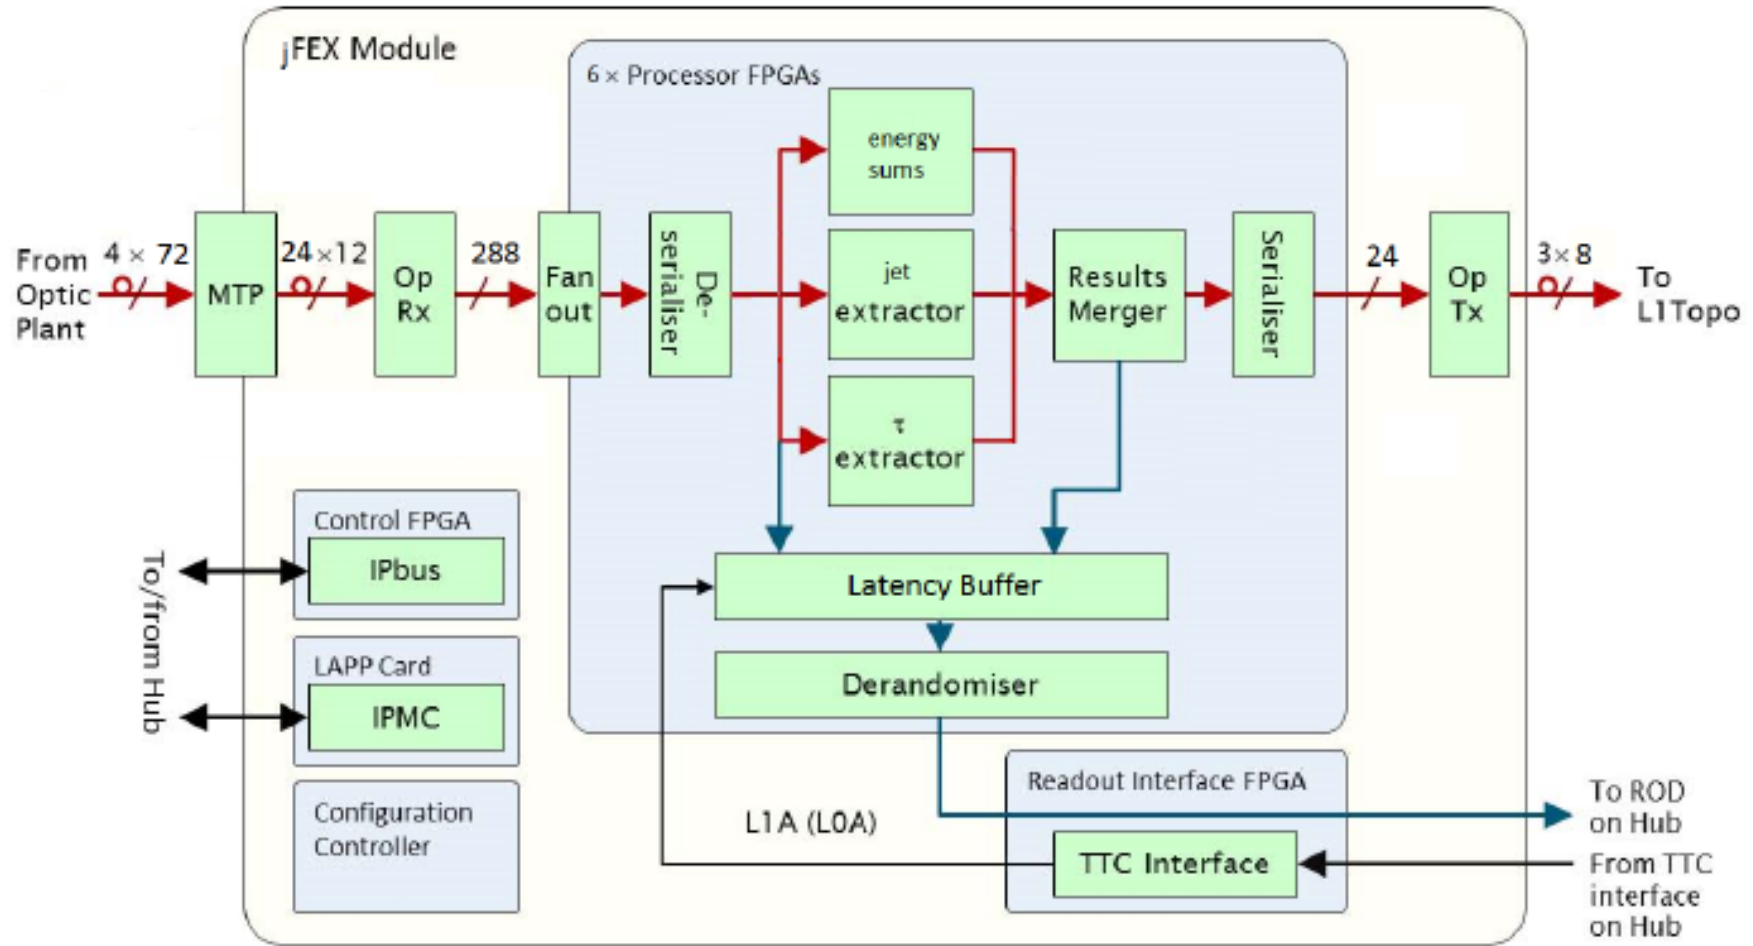 jFEX Module
6 × Processor FPGAs
energy
sums
From
Optic
Plant
4 × 72
MTP
24 ×12
Op
Rx
288
Fan
out
De-
serialiser
jet
extractor
τ
extractor
Results
Merger
Serialiser
24
Op
Tx
3× 8
To
L1Topo
To/from Hub
Control FPGA
IPbus
LAPP Card
IPMC
Configuration
Controller
Latency Buffer
Derandomiser
L1A (L0A)
Readout Interface FPGA
TTC Interface
To ROD
on Hub
From TTC
interface
on Hub